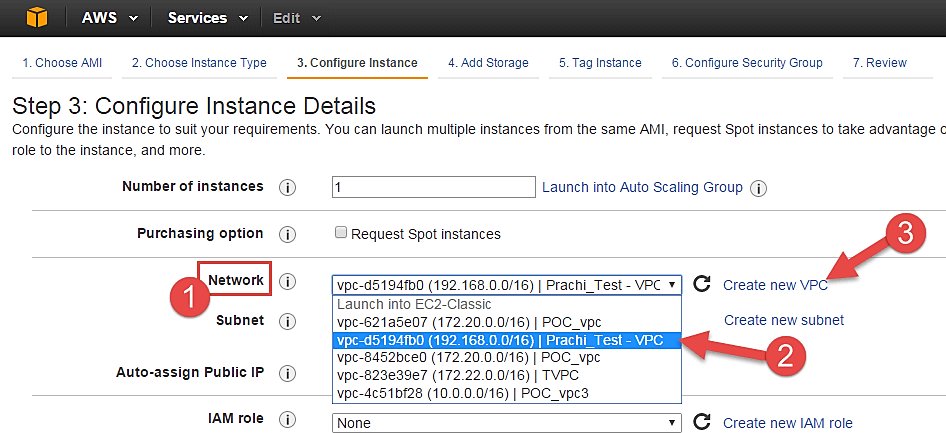 AWS Services Edit
1. Choose AMI 2. Choose Instance Type 3. Configure Instance 4. Add Storage 5. Tag Instance 6. Configure Security Group 7. Review
Step 3: Configure Instance Details
Configure the instance to suit your requirements. You can launch multiple instances from the same AMI, request Spot instances to take advantage o
role to the instance, and more.
Number of instances i 1 Launch into Auto Scaling Group i
Purchasing option i Request Spot instances
3
Network i vpc-d5194fb0 (192.168.0.0/16) | Prachi_Test - VPC Create new VPC
1
Launch into EC2-Classic
Subnet i vpc-621a5e07 (172.20.0.0/16) | POC_vpc Create new subnet
vpc-d5194fb0 (192.168.0.0/16) | Prachi_Test - VPC
2
vpc-8452bce0 (172.20.0.0/16) | POC_vpc
Auto-assign Public IP i vpc-823e39e7 (172.22.0.0/16) | TVPC
vpc-4c51bf28 (10.0.0.0/16) | POC_vpc3
IAM role i None Create new IAM role